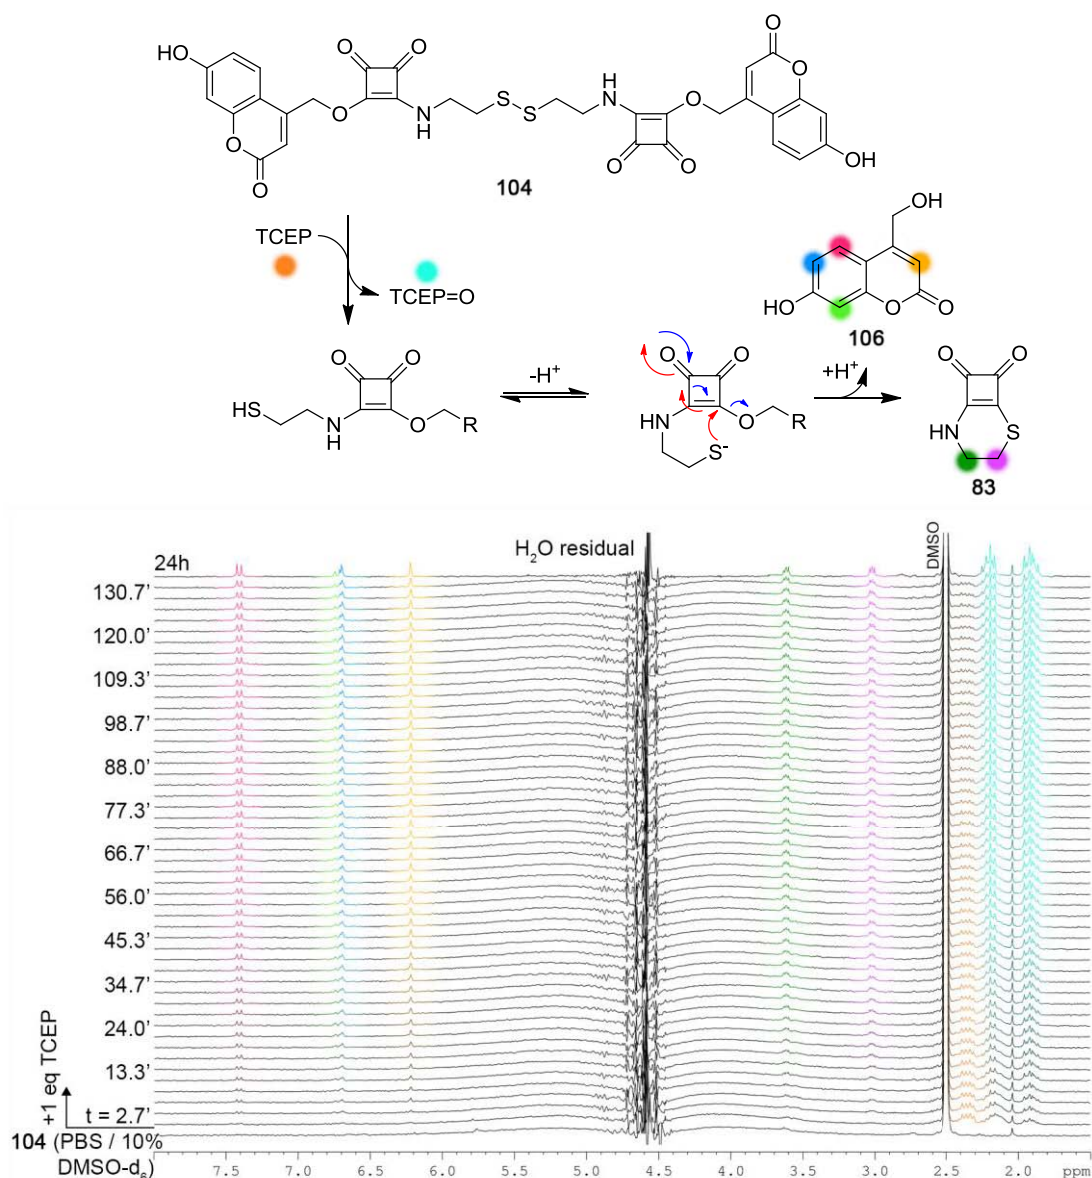 HO
O
O
O
O
O
O
N
H
S
S
H
N
O
O
O
O
O
O
OH
104
TCEP
TCEP=O
OH
HO
O
O
106
HS
N
H
O
O
O
R
-H⁺
O
O
HN
S⁻
O
R
+H⁺
O
O
HN
S
83
24h
H₂O residual
DMSO
130.7'
120.0'
109.3'
98.7'
88.0'
77.3'
66.7'
56.0'
45.3'
34.7'
24.0'
13.3'
t = 2.7'
+1 eq TCEP
104 (PBS / 10%
DMSO-d₆)
7.5 7.0 6.5 6.0 5.5 5.0 4.5 4.0 3.5 3.0 2.5 2.0 ppm